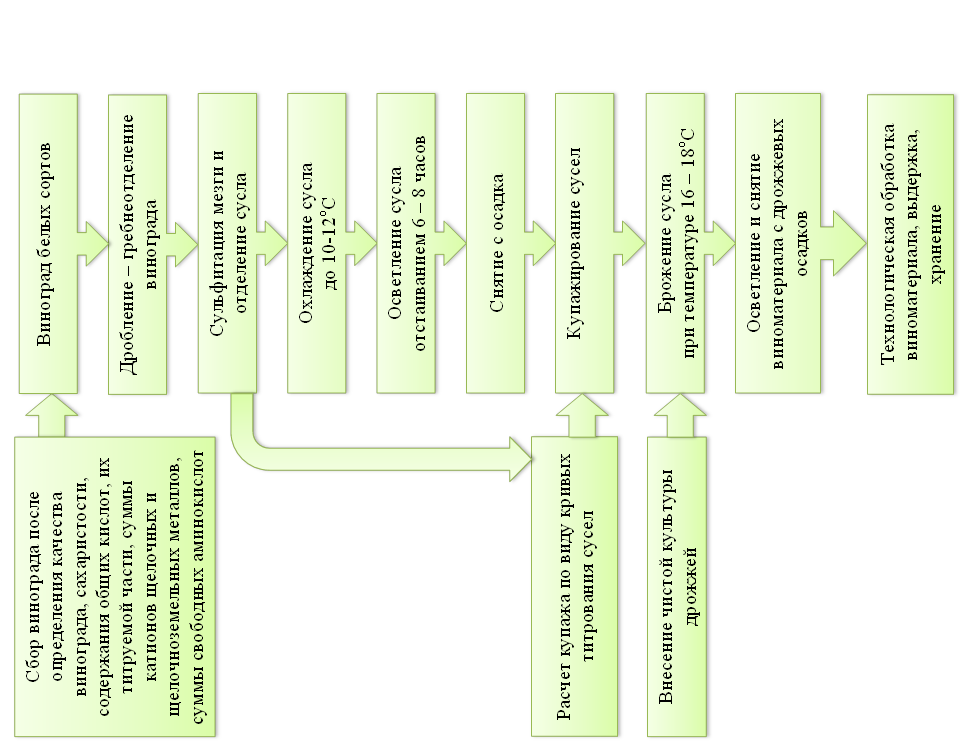 Виноград белых сортов
Дробление – гребнеотделение
винограда
Сульфитация мезги и
отделение сусла
Охлаждение сусла
до 10-12°С
Осветление сусла
отстаиванием 6 – 8 часов
Снятие с осадка
Купажирование сусел
Брожение сусла
при температуре 16 – 18°С
Осветление и снятие
виноматериала с дрожжевых
осадков
Технологическая обработка
виноматериала, выдержка,
хранение
Сбор винограда после
определения качества
винограда, сахаристости,
содержания общих кислот, их
титруемой части, суммы
катионов щелочных и
щелочноземельных металлов,
суммы свободных аминокислот
Расчет купажа по виду кривых
титрования сусел
Внесение чистой культуры
дрожжей